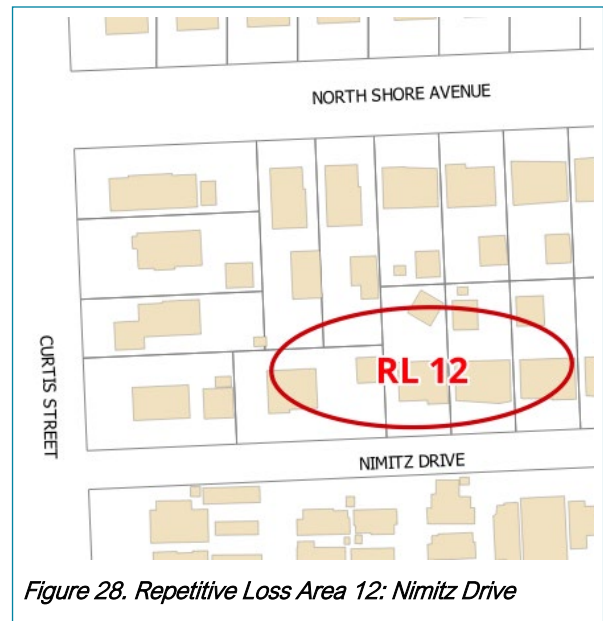 NORTH SHORE AVENUE
CURTIS STREET
RL 12
NIMITZ DRIVE
Figure 28. Repetitive Loss Area 12: Nimitz Drive